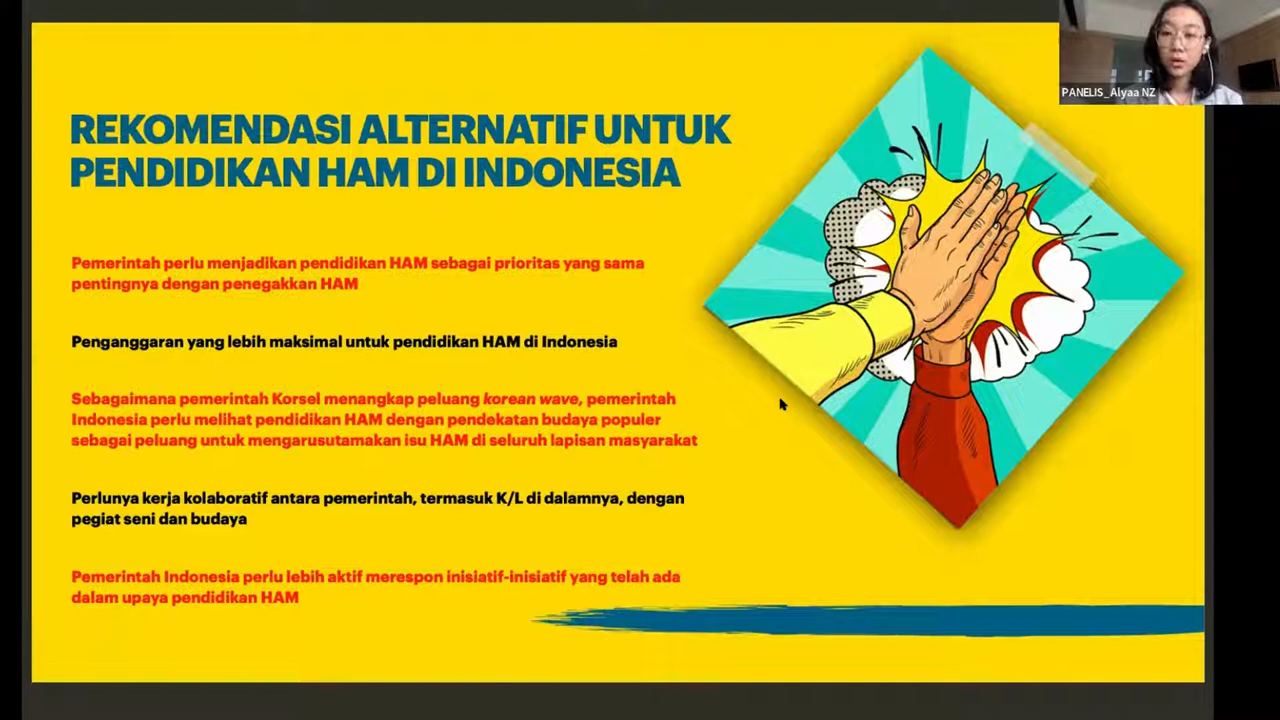 PANELIS_Alyaa NZ
REKOMENDASI ALTERNATIF UNTUK
PENDIDIKAN HAM DI INDONESIA
Pemerintah perlu menjadikan pendidikan HAM sebagai prioritas yang sama
pentingnya dengan penegakkan HAM
Penganggaran yang lebih maksimal untuk pendidikan HAM di Indonesia
Sebagaimana pemerintah Korsel menangkap peluang korean wave, pemerintah
Indonesia perlu melihat pendidikan HAM dengan pendekatan budaya populer
sebagai peluang untuk mengarusutamakan isu HAM di seluruh lapisan masyarakat
Perlunya kerja kolaboratif antara pemerintah, termasuk K/L di dalamnya, dengan
pegiat seni dan budaya
Pemerintah Indonesia perlu lebih aktif merespon inisiatif-inisiatif yang telah ada
dalam upaya pendidikan HAM